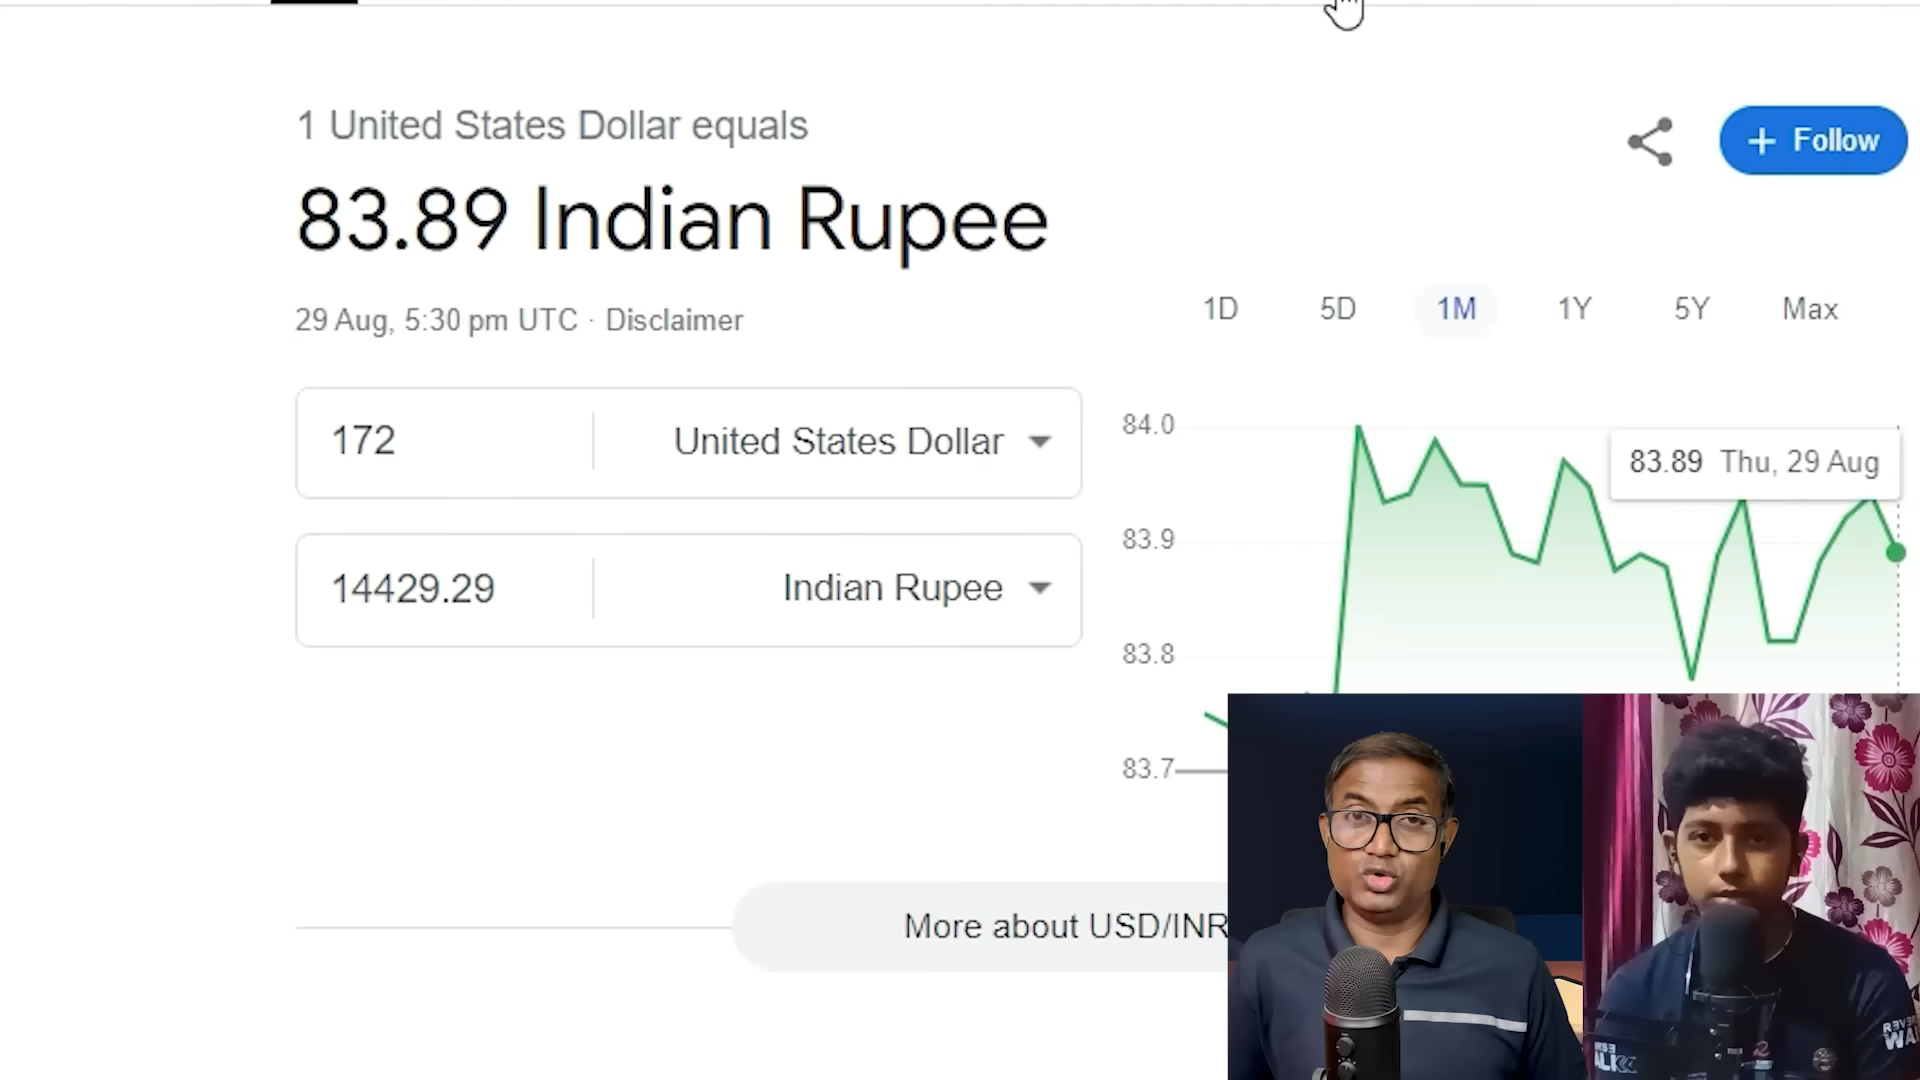 1 United States Dollar equals
83.89 Indian Rupee
29 Aug, 5:30 pm UTC · Disclaimer
+ Follow
1D 5D 1M 1Y 5Y Max
172 United States Dollar
14429.29 Indian Rupee
84.0
83.9
83.8
83.7
83.89 Thu, 29 Aug
More about USD/INR